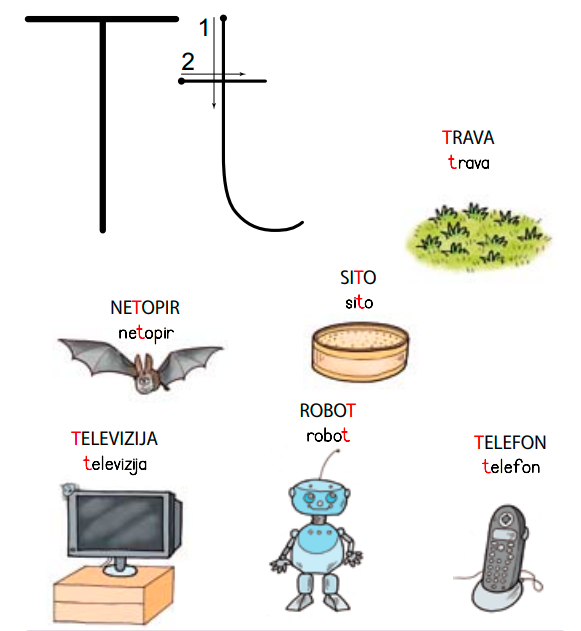 T t
1
2
TRAVA
trava
SITO
sito
NETOPIR
netopir
ROBOT
robot
TELEVIZIJA
televizija
TELEFON
telefon